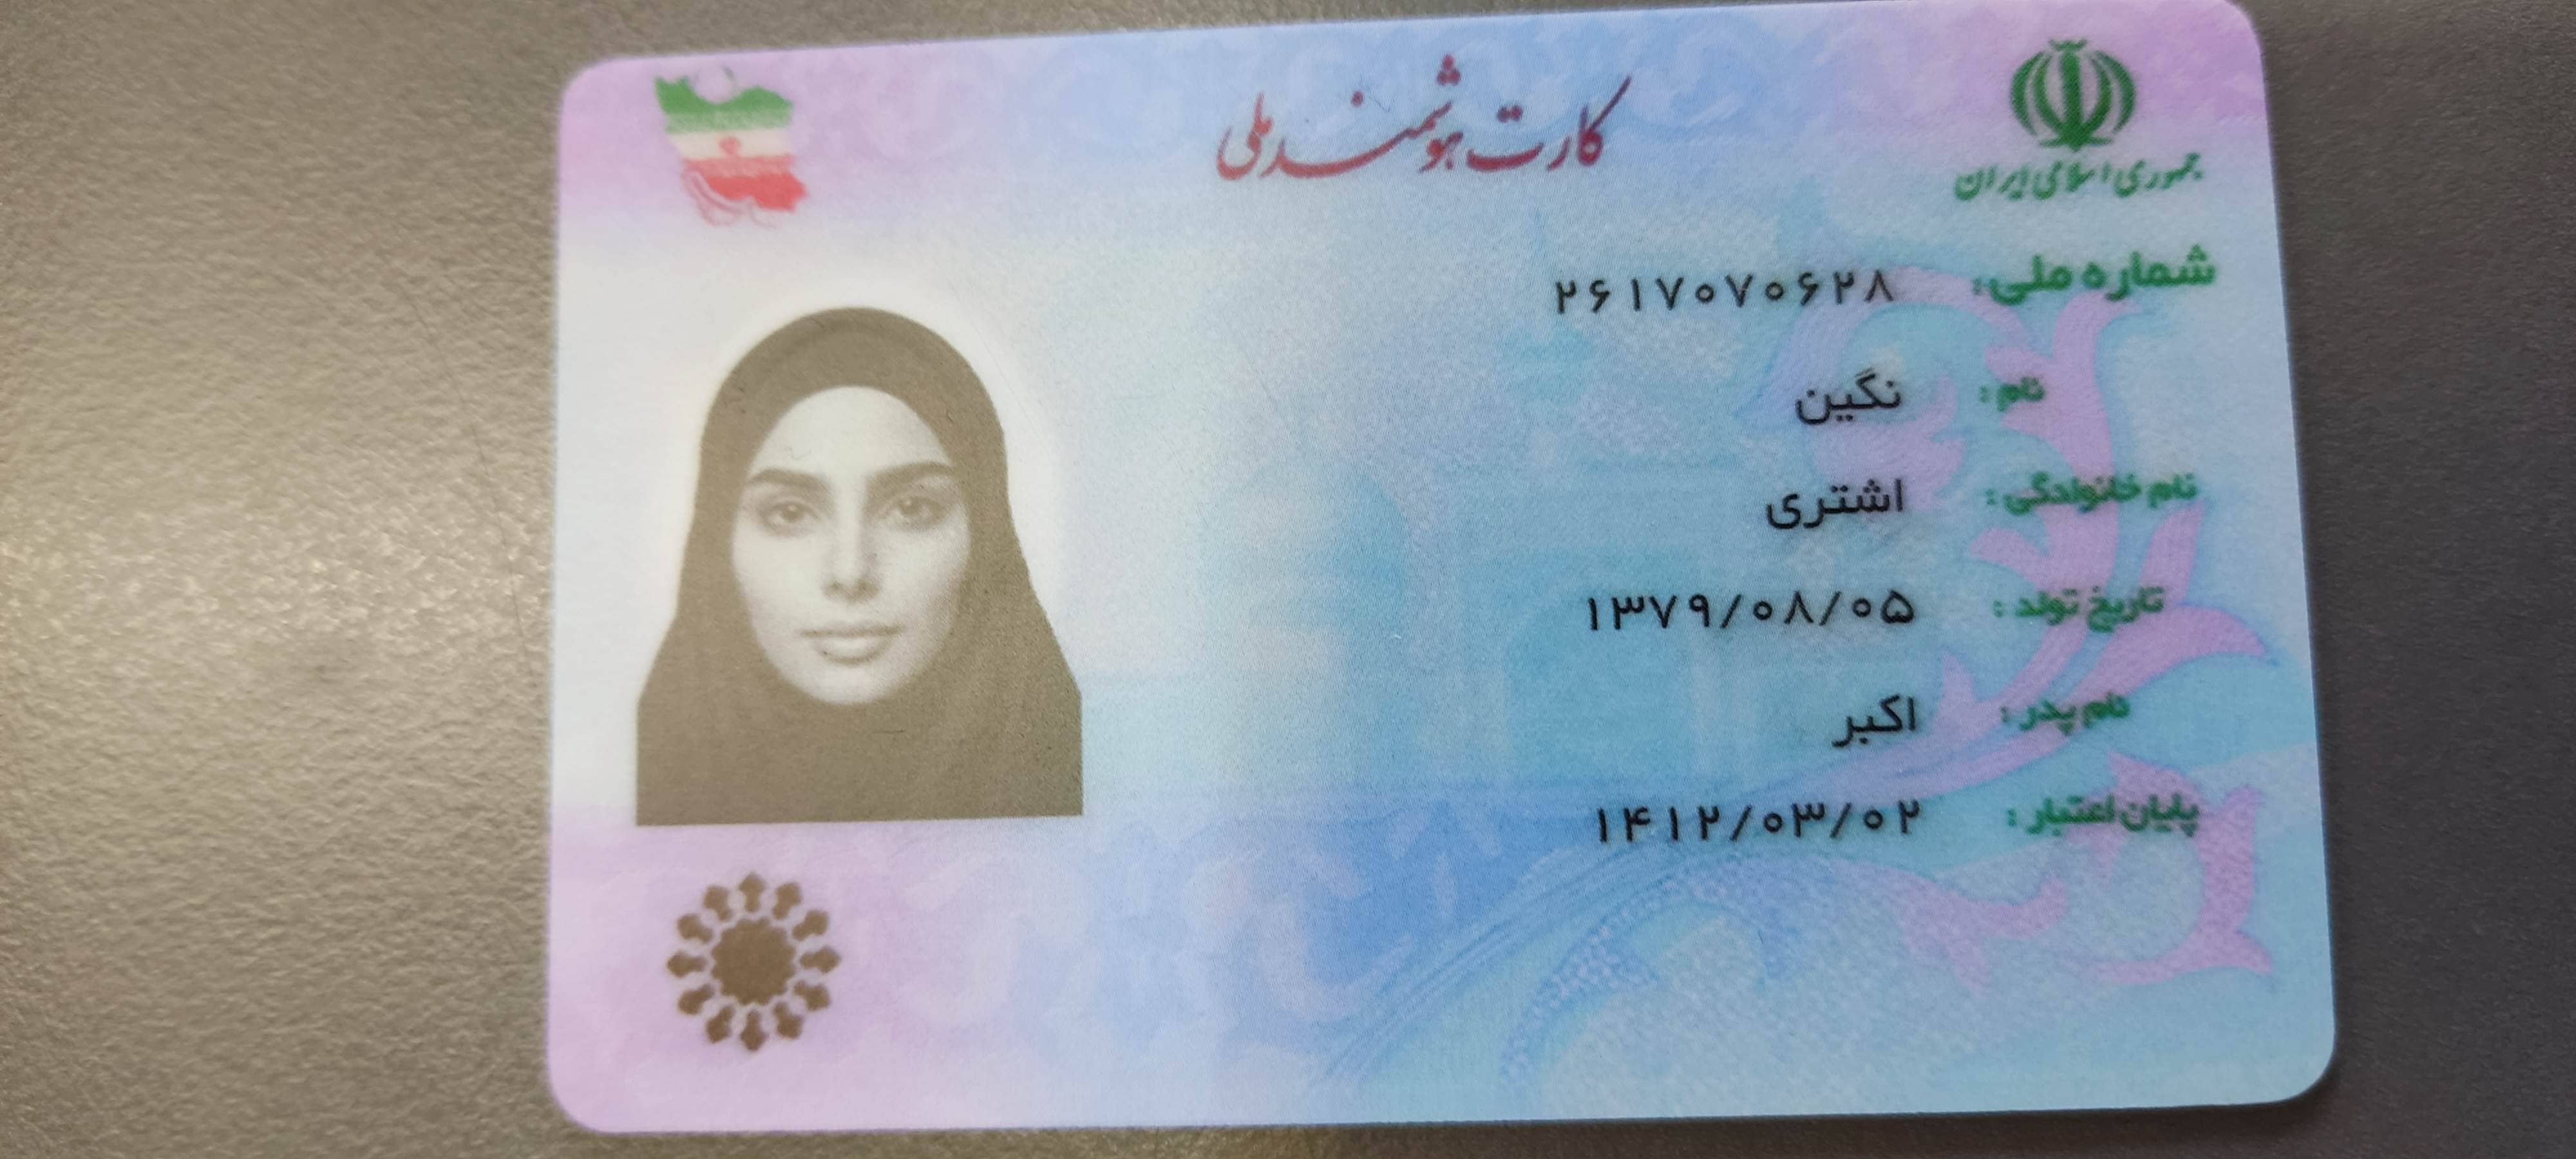 کارت هوشمند ملی
جمهوری اسلامی ایران
شماره ملی: ۲۶۱۷۰۷۰۶۲۸
نام: نگین
نام خانوادگی: اشتری
تاریخ تولد: ۱۳۷۹/۰۸/۰۵
نام پدر: اکبر
پایان اعتبار: ۱۴۱۲/۰۳/۰۲